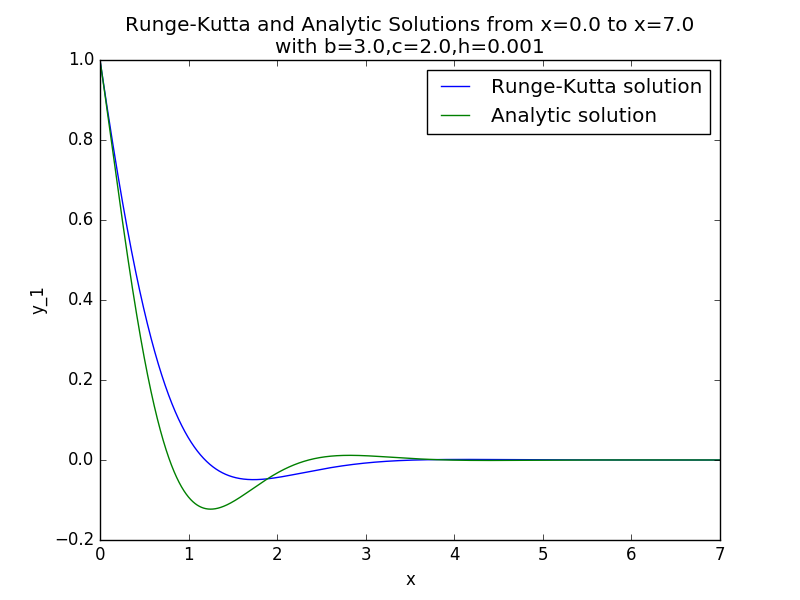 Runge-Kutta and Analytic Solutions from x=0.0 to x=7.0
with b=3.0,c=2.0,h=0.001
Runge-Kutta solution
Analytic solution
1.0
0.8
0.6
0.4
0.2
0.0
−0.2
y_1
0 1 2 3 4 5 6 7
x